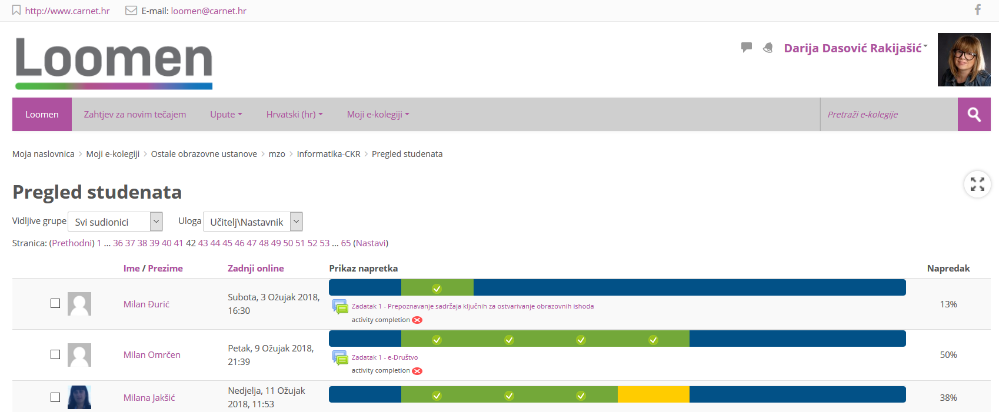 http://www.carnet.hr E-mail: loomen@carnet.hr
Loomen
Darija Dasović Rakijašić
Loomen Zahtjev za novim tečajem Upute Hrvatski (hr) Moji e-kolegiji Pretraži e-kolegije
Moja naslovnica > Moji e-kolegiji > Ostale obrazovne ustanove > mzo > Informatika-CKR > Pregled studenata
Pregled studenata
Vidljive grupe Svi sudionici Uloga Učitelj\Nastavnik
Stranica: (Prethodni) 1 ... 36 37 38 39 40 41 42 43 44 45 46 47 48 49 50 51 52 53 ... 65 (Nastavi)
Ime / Prezime Zadnji online Prikaz napretka Napredak
Milan Đurić Subota, 3 Ožujak 2018, 16:30 13%
Zadatak 1 - Prepoznavanje sadržaja ključnih za ostvarivanje obrazovnih ishoda
activity completion
Milan Omrčen Petak, 9 Ožujak 2018, 21:39 50%
Zadatak 1 - e-Društvo
activity completion
Milana Jakšić Nedjelja, 11 Ožujak 2018, 11:53 38%